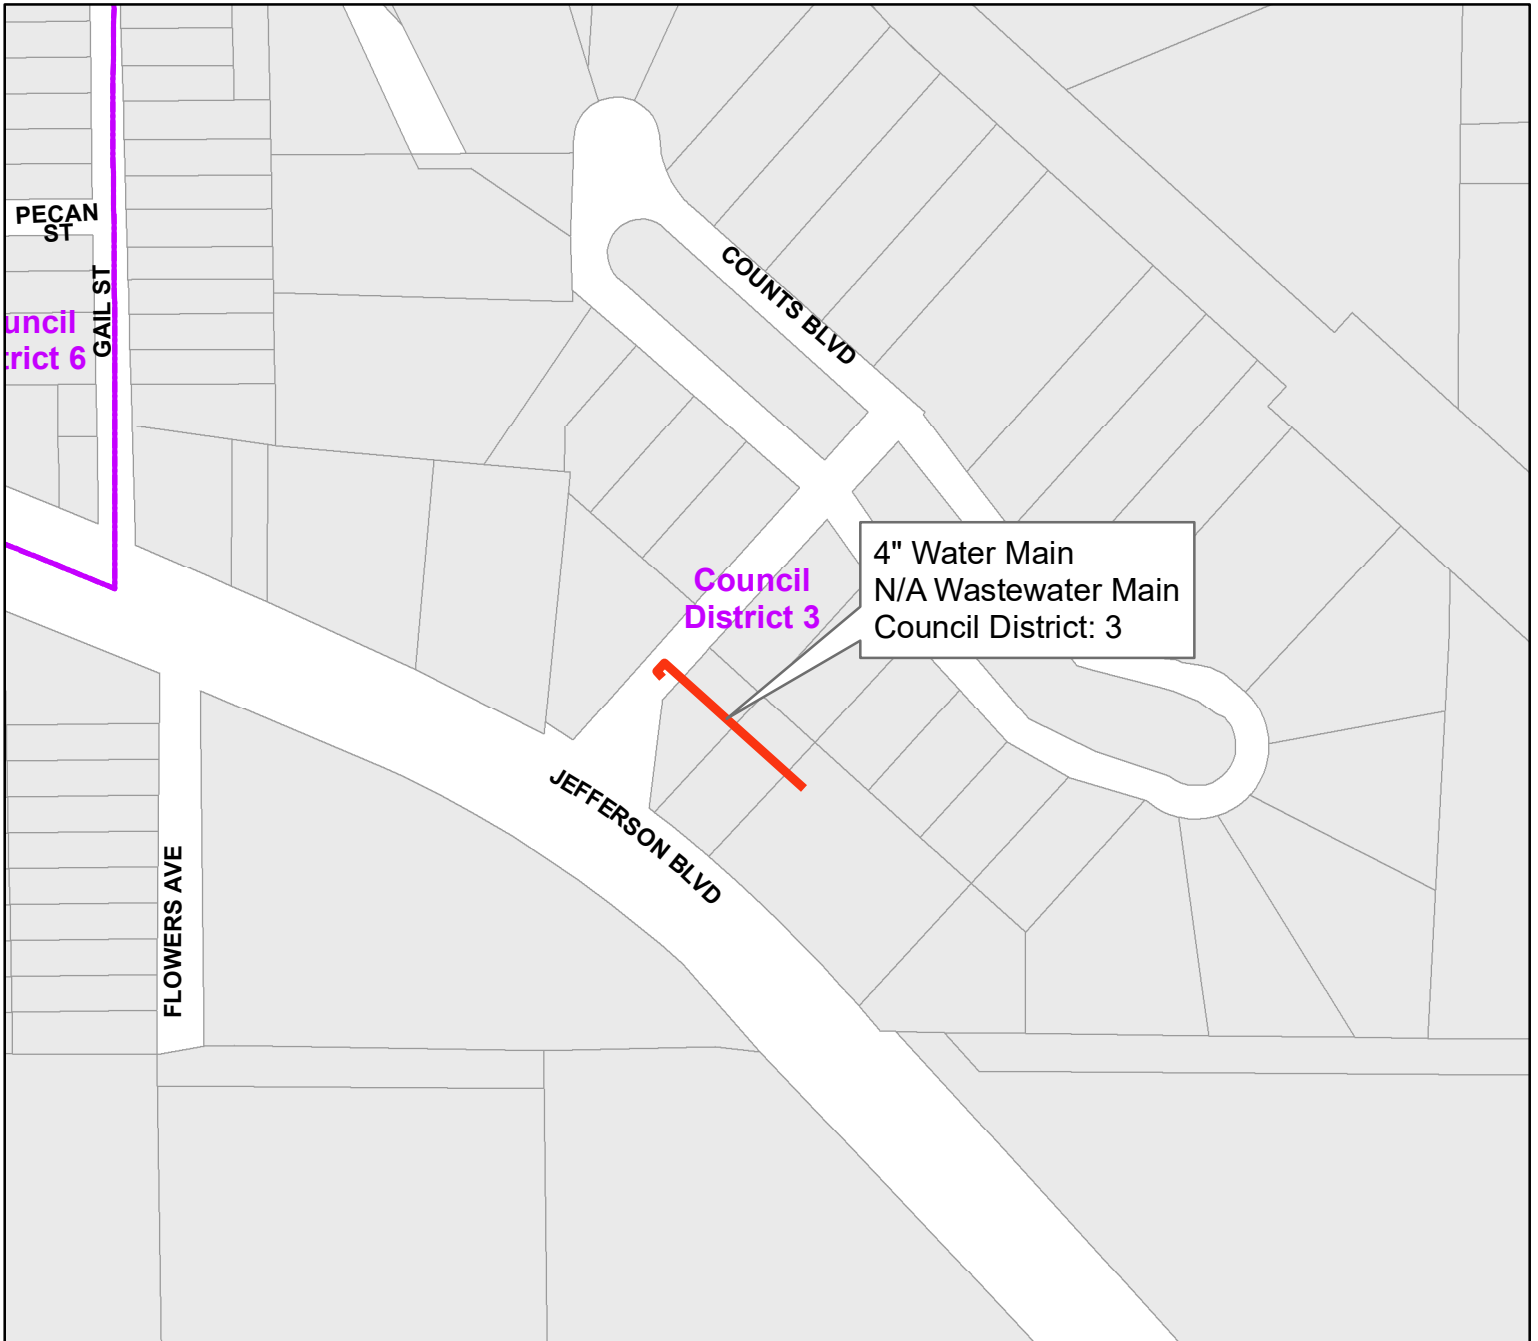 PECAN
ST
GAIL ST
uncil
trict 6
COUNTS BLVD
Council
District 3
4" Water Main
N/A Wastewater Main
Council District: 3
JEFFERSON BLVD
FLOWERS AVE